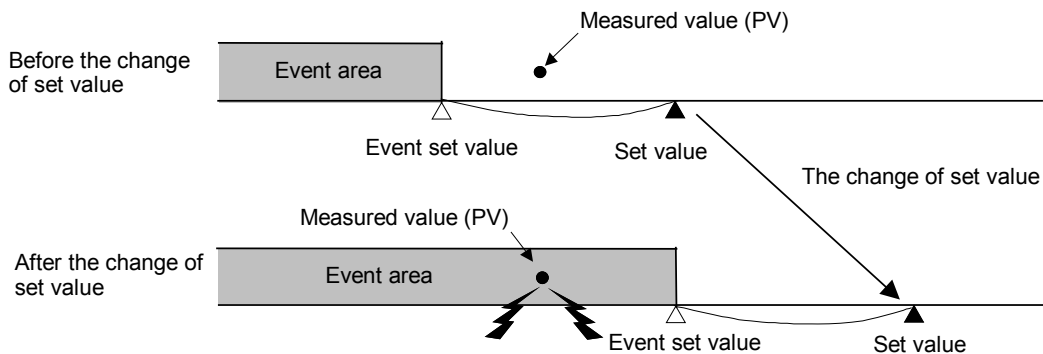 Measured value (PV)
Before the change
of set value
Event area
Event set value
Set value
The change of set value
Measured value (PV)
After the change of
set value
Event area
Event set value
Set value